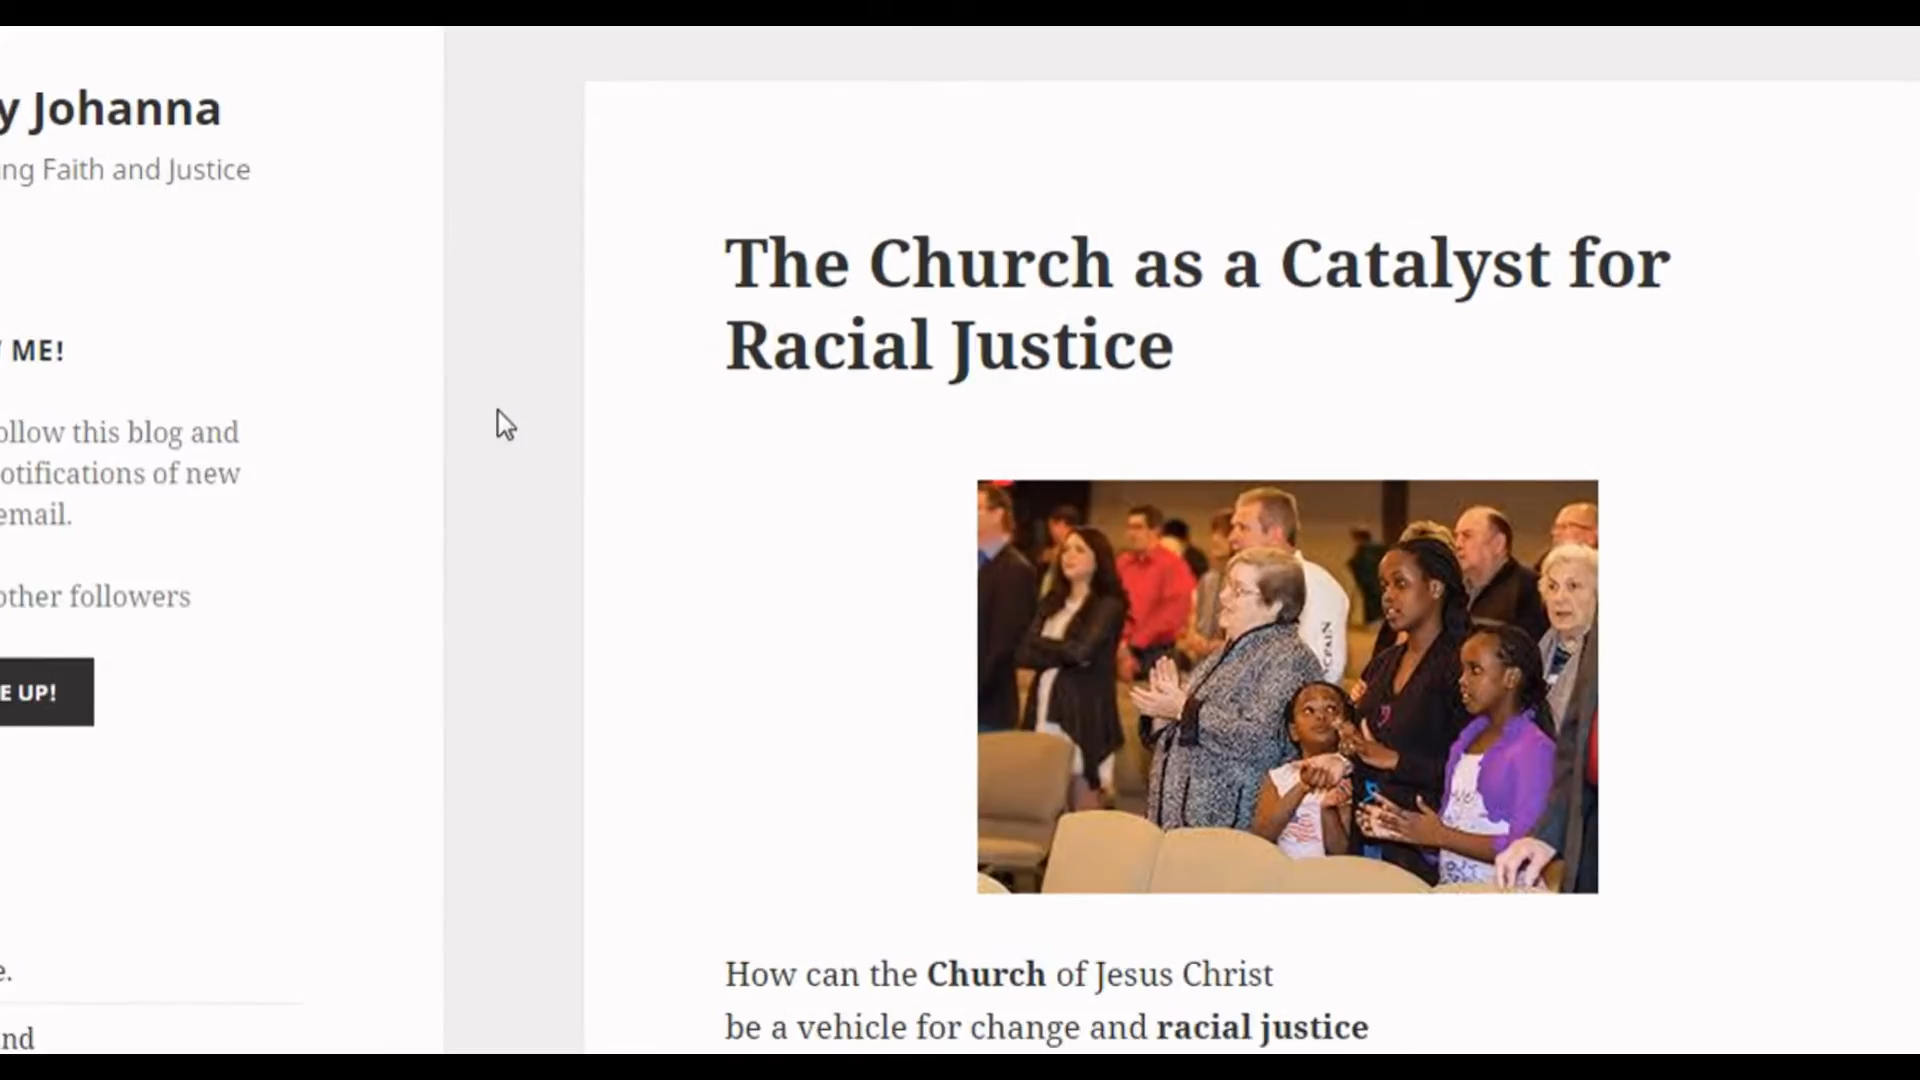 y Johanna
ing Faith and Justice
ME!
ollow this blog and
otifications of new
email.
other followers
E UP!
e.
nd
The Church as a Catalyst for
Racial Justice
How can the Church of Jesus Christ
be a vehicle for change and racial justice